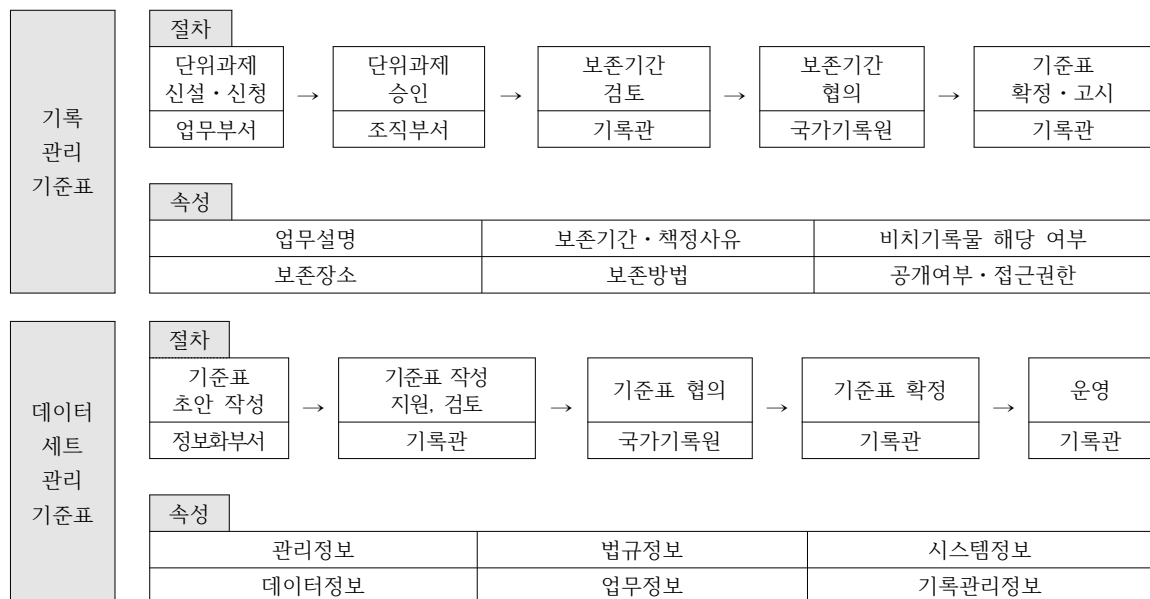 기록
관리
기준표
절차
단위과제 단위과제 보존기간 보존기간 기준표
신설・신청 → 승인 → 검토 → 협의 → 확정・고시
업무부서 조직부서 기록관 국가기록원 기록관
속성
업무설명 보존기간・책정사유 비치기록물 해당 여부
보존장소 보존방법 공개여부・접근권한
데이터
세트
관리
기준표
절차
기준표 기준표 작성
초안 작성 → 지원, 검토 → 기준표 협의 → 기준표 확정 → 운영
정보화부서 기록관 국가기록원 기록관 기록관
속성
관리정보 법규정보 시스템정보
데이터정보 업무정보 기록관리정보